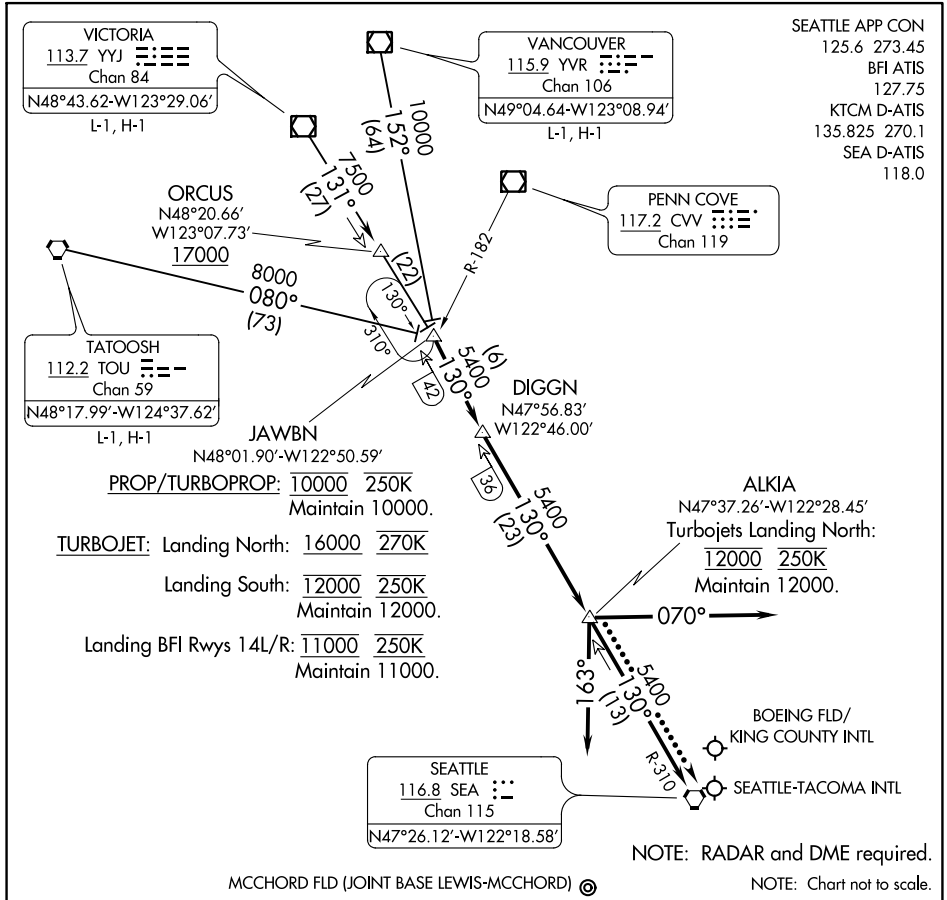 VICTORIA
113.7 YYJ
Chan 84
N48°43.62-W123°29.06'
L-1, H-1
VANCOUVER
115.9 YVR
Chan 106
N49°04.64-W123°08.94'
L-1, H-1
SEATTLE APP CON
125.6 273.45
BFI ATIS
127.75
KTCM D-ATIS
135.825 270.1
SEA D-ATIS
118.0
10000
152°
(64)
7500
131°
(27)
PENN COVE
117.2 CVV
Chan 119
R-182
ORCUS
N48°20.66'
W123°07.73'
17000
(22)
8000
080°
(73)
130°
310°
TATOOSH
112.2 TOU
Chan 59
N48°17.99'-W124°37.62'
L-1, H-1
(6)
5400
130°
42
DIGGN
N47°56.83'
W122°46.00'
JAWBN
N48°01.90'-W122°50.59'
36
PROP/TURBOPROP: 10000 250K
Maintain 10000.
TURBOJET: Landing North: 16000 270K
Landing South: 12000 250K
Maintain 12000.
Landing BFI Rwys 14L/R: 11000 250K
Maintain 11000.
5400
130°
(23)
ALKIA
N47°37.26'-W122°28.45'
Turbojets Landing North:
12000 250K
Maintain 12000.
070°
163°
5400
130°
(13)
R-310
BOEING FLD/
KING COUNTY INTL
SEATTLE-TACOMA INTL
SEATTLE
116.8 SEA
Chan 115
N47°26.12'-W122°18.58'
NOTE: RADAR and DME required.
MCCHORD FLD (JOINT BASE LEWIS-MCCHORD)
NOTE: Chart not to scale.